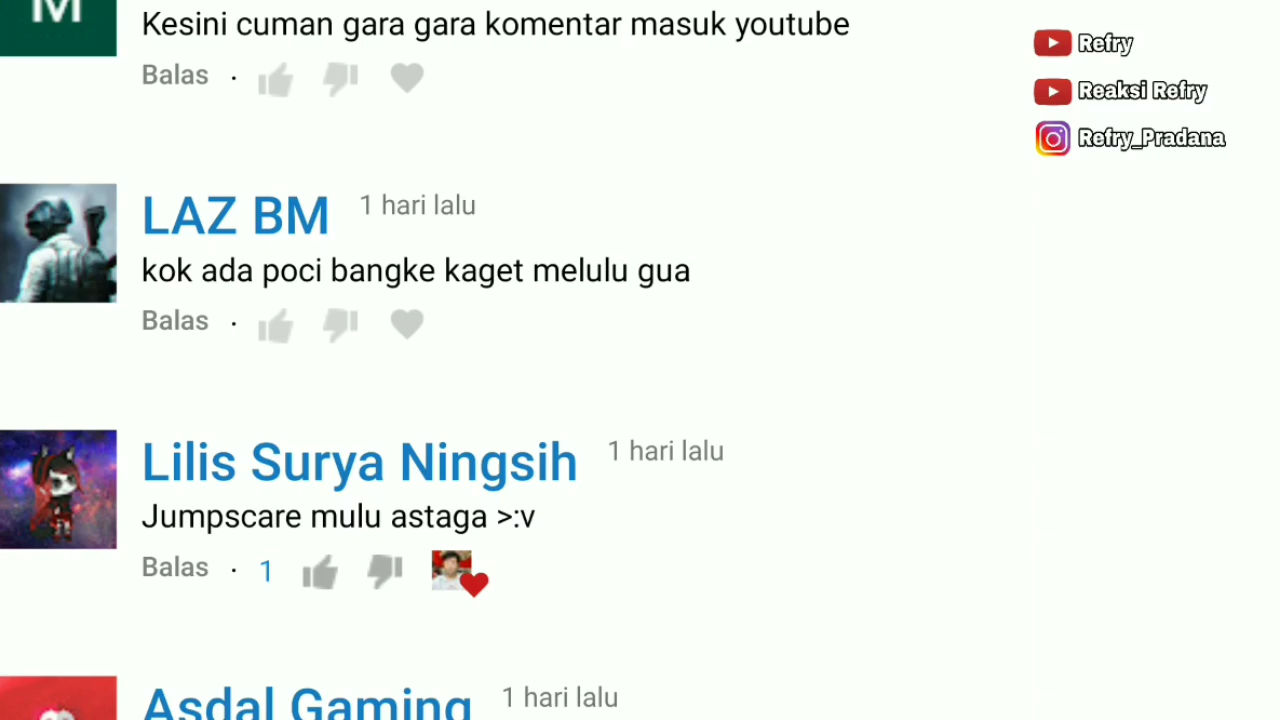 M
Kesini cuman gara gara komentar masuk youtube
Balas ·
Refry
Reaksi Refry
Refry_Pradana
LAZ BM 1 hari lalu
kok ada poci bangke kaget melulu gua
Balas ·
Lilis Surya Ningsih 1 hari lalu
Jumpscare mulu astaga >:v
Balas · 1
Asdal Gaming 1 hari lalu